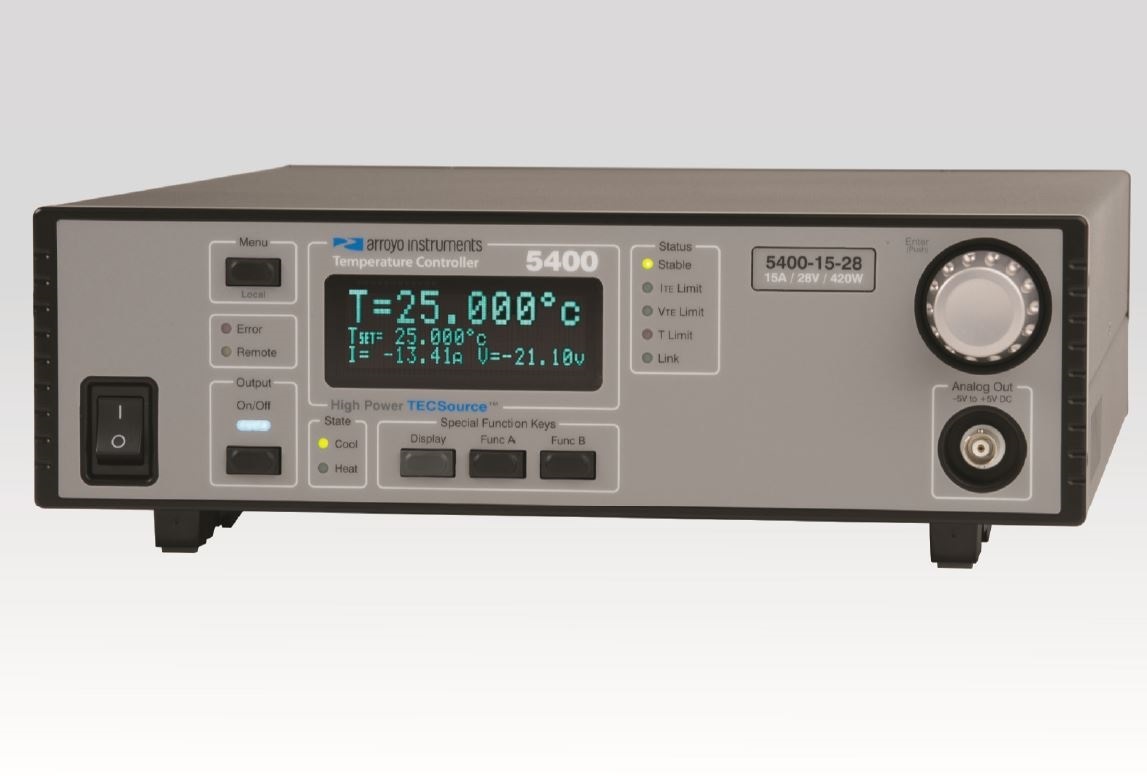 Menu
Local
Error
Remote
Output
On/Off
I
O
arroyo instruments
Temperature Controller 5400
T=25.000°c
TSET= 25.000°c
I= -13.41A V=-21.10v
High Power TECSource™
State
Cool
Heat
Special Function Keys
Display Func A Func B
Status
Stable
ITE Limit
VTE Limit
T Limit
Link
5400-15-28
15A / 28V / 420W
Enter
(Push)
Analog Out
-5V to +5V DC